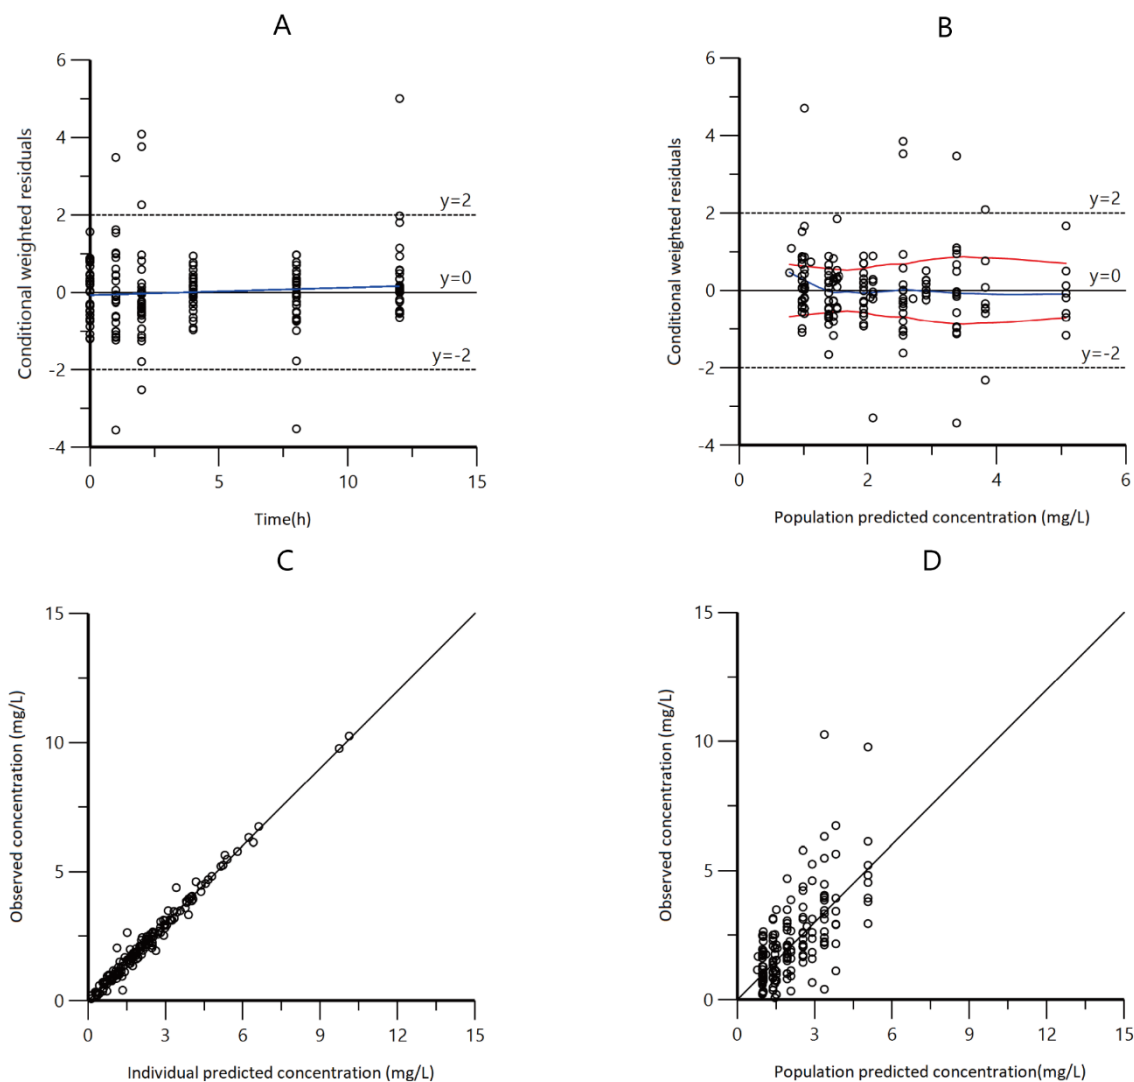 A
Conditional weighted residuals
6
4
2
0
-2
-4
y=2
y=0
y=-2
0
5
10
15
Time(h)
B
Conditional weighted residuals
6
4
2
0
-2
-4
y=2
y=0
y=-2
0
2
4
6
Population predicted concentration (mg/L)
C
Observed concentration (mg/L)
15
10
5
0
0
3
6
9
12
15
Individual predicted concentration (mg/L)
D
Observed concentration (mg/L)
15
10
5
0
0
3
6
9
12
15
Population predicted concentration(mg/L)